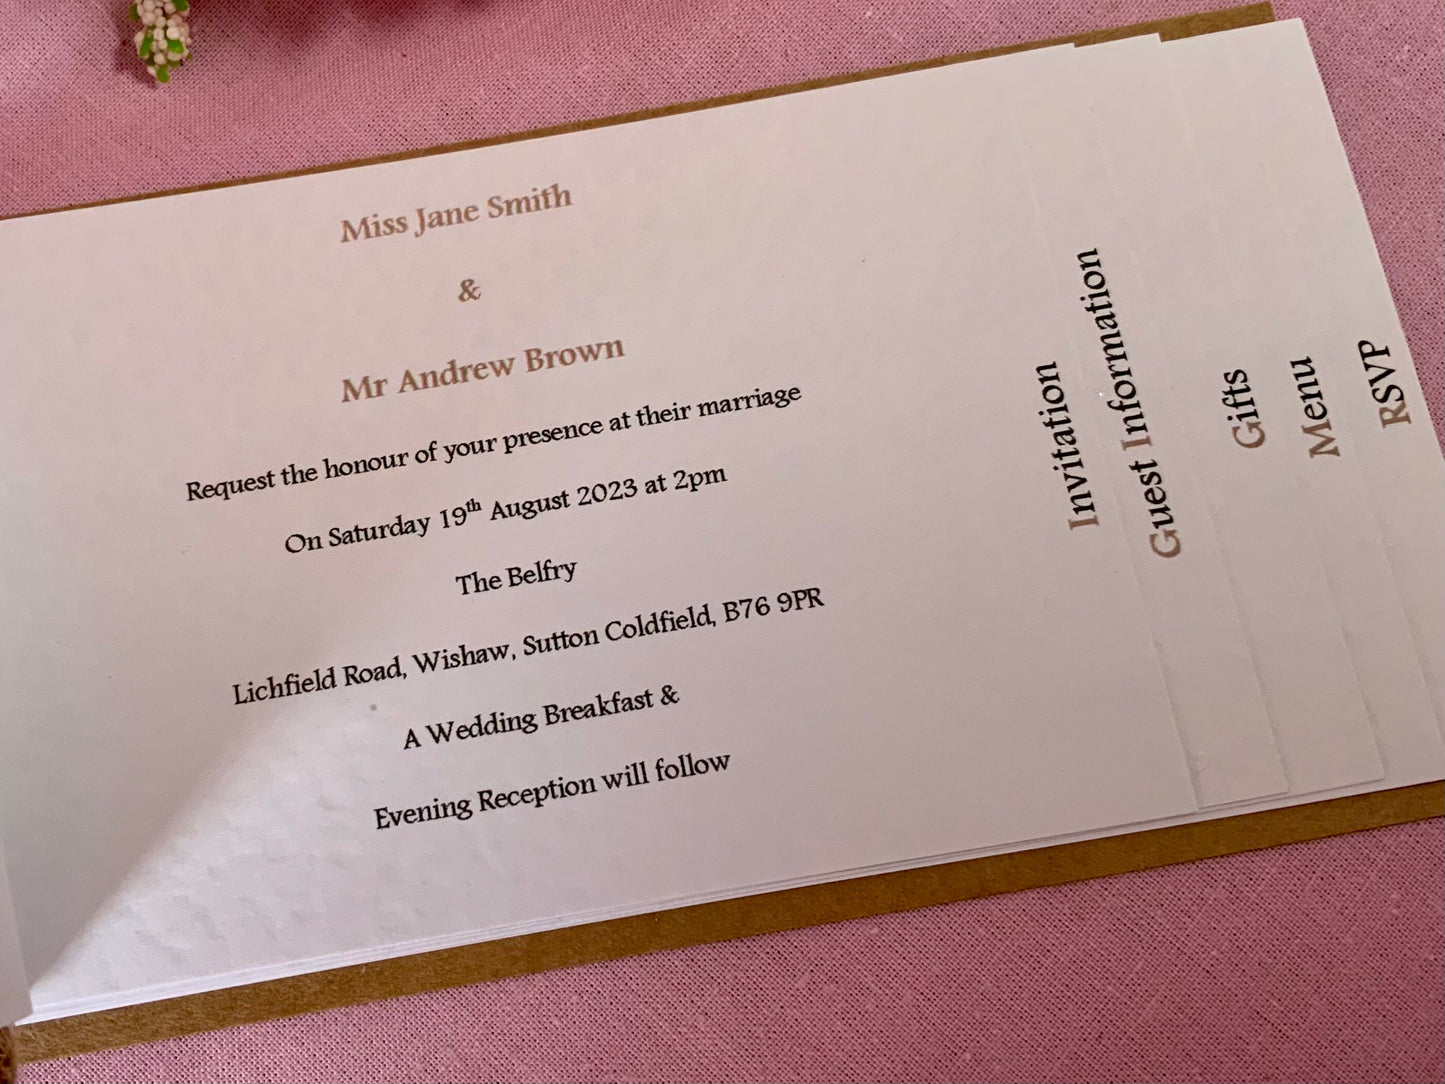 Miss Jane Smith
&
Mr Andrew Brown
Request the honour of your presence at their marriage
On Saturday 19th August 2023 at 2pm
The Belfry
Lichfield Road, Wishaw, Sutton Coldfield, B76 9PR
A Wedding Breakfast &
Evening Reception will follow
Invitation
Guest Information
Gifts
Menu
RSVP